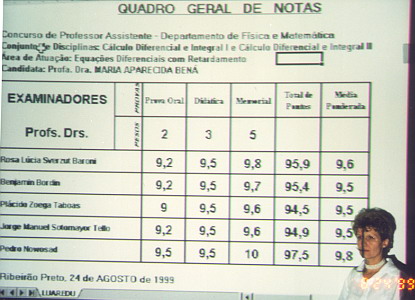 QUADRO GERAL DE NOTAS
Concurso de Professor Assistente - Departamento de Física e Matemática
Conjunto de Disciplinas: Cálculo Diferencial e Integral I e Cálculo Diferencial e Integral II
Área de Atuação: Equações Diferenciais com Retardamento
Candidata: Profa. Dra. MARIA APARECIDA BENÁ
EXAMINADORES PROVAS Prova Oral Didática Memorial Total de Pontos Média Ponderada
Profs. Drs. PESOS 2 3 5
Rosa Lúcia Sverzut Baroni 9,2 9,5 9,8 95,9 9,6
Benjamin Bordin 9,2 9,5 9,7 95,4 9,5
Plácido Zoega Taboas 9 9,5 9,6 94,5 9,5
Jorge Manuel Sotomayor Tello 9,2 9,5 9,6 94,9 9,5
Pedro Nowosad 9,5 9,5 10 97,5 9,8
Ribeirão Preto, 24 de AGOSTO de 1999